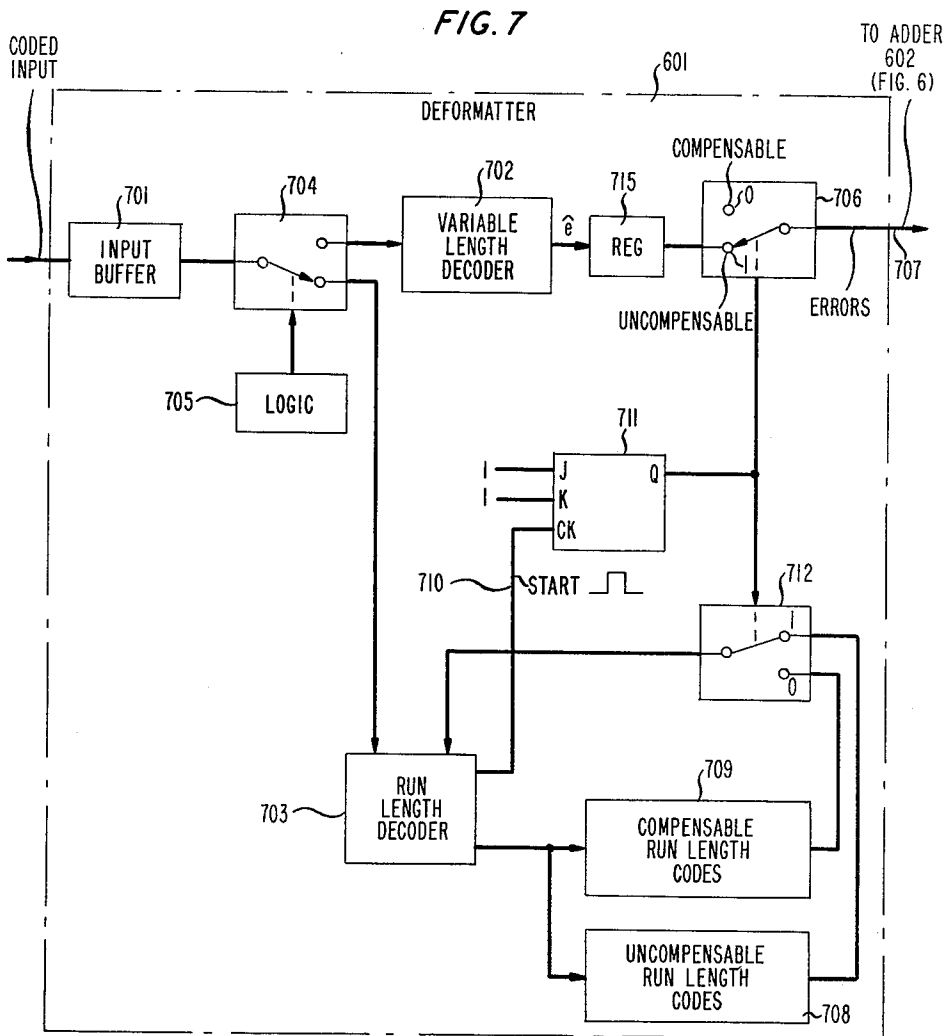 FIG. 7
CODED
INPUT
TO ADDER
602
(FIG. 6)
601
DEFORMATTER
COMPENSABLE
701
704
702
715
706
INPUT
BUFFER
VARIABLE
LENGTH
DECODER
ê
REG
0
1
707
UNCOMPENSABLE
ERRORS
705
LOGIC
711
1
J
Q
1
K
CK
710
START
712
1
0
703
RUN
LENGTH
DECODER
709
COMPENSABLE
RUN LENGTH
CODES
UNCOMPENSABLE
RUN LENGTH
CODES
708